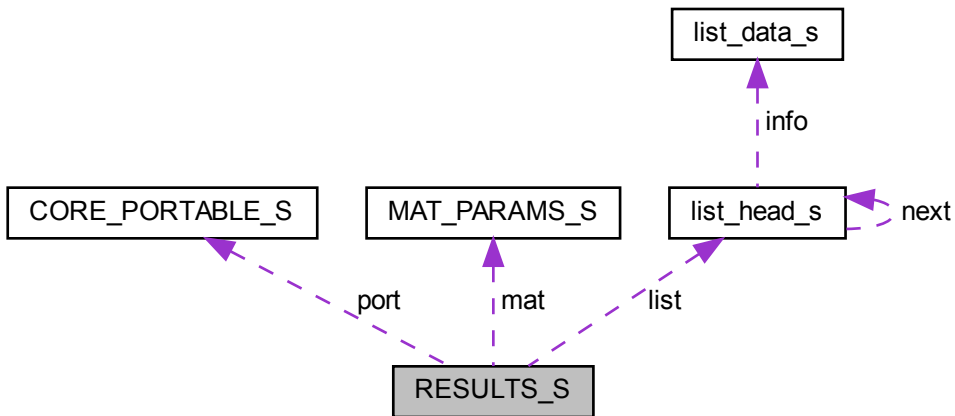 list_data_s
info
CORE_PORTABLE_S
MAT_PARAMS_S
list_head_s
next
port
mat
list
RESULTS_S